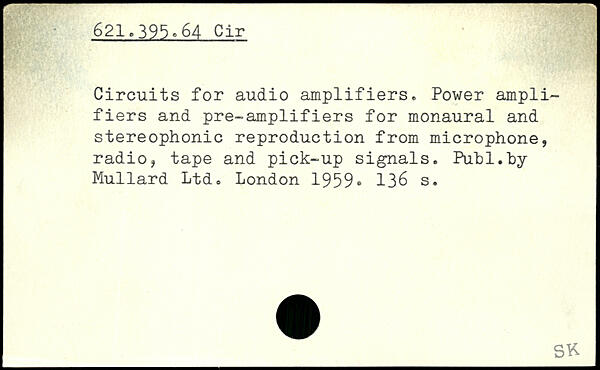 621.395.64 Cir
Circuits for audio amplifiers. Power ampli-
fiers and pre-amplifiers for monaural and
stereophonic reproduction from microphone,
radio, tape and pick-up signals. Publ.by
Mullard Ltd. London 1959. 136 s.
SK